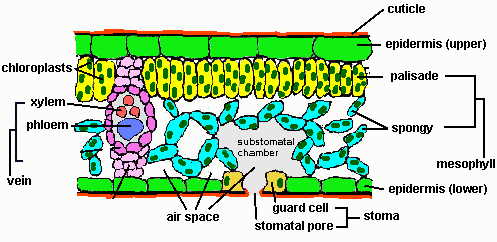 cuticle
epidermis (upper)
chloroplasts
palisade
xylem
phloem
spongy
substomatal
chamber
mesophyll
vein
epidermis (lower)
air space
guard cell
stoma
stomatal pore